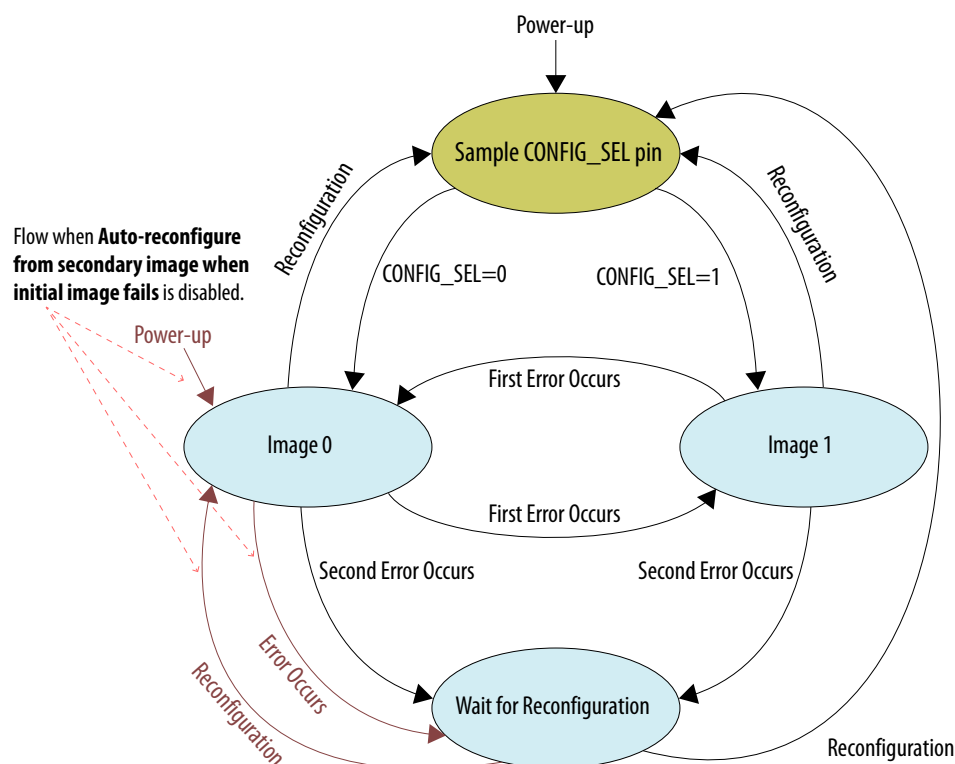 Power-up
Sample CONFIG_SEL pin
Reconfiguration
Reconfiguration
Flow when Auto-reconfigure
from secondary image when
initial image fails is disabled.
CONFIG_SEL=0
CONFIG_SEL=1
Power-up
First Error Occurs
Image 0
Image 1
First Error Occurs
Second Error Occurs
Second Error Occurs
Error Occurs
Reconfiguration
Wait for Reconfiguration
Reconfiguration